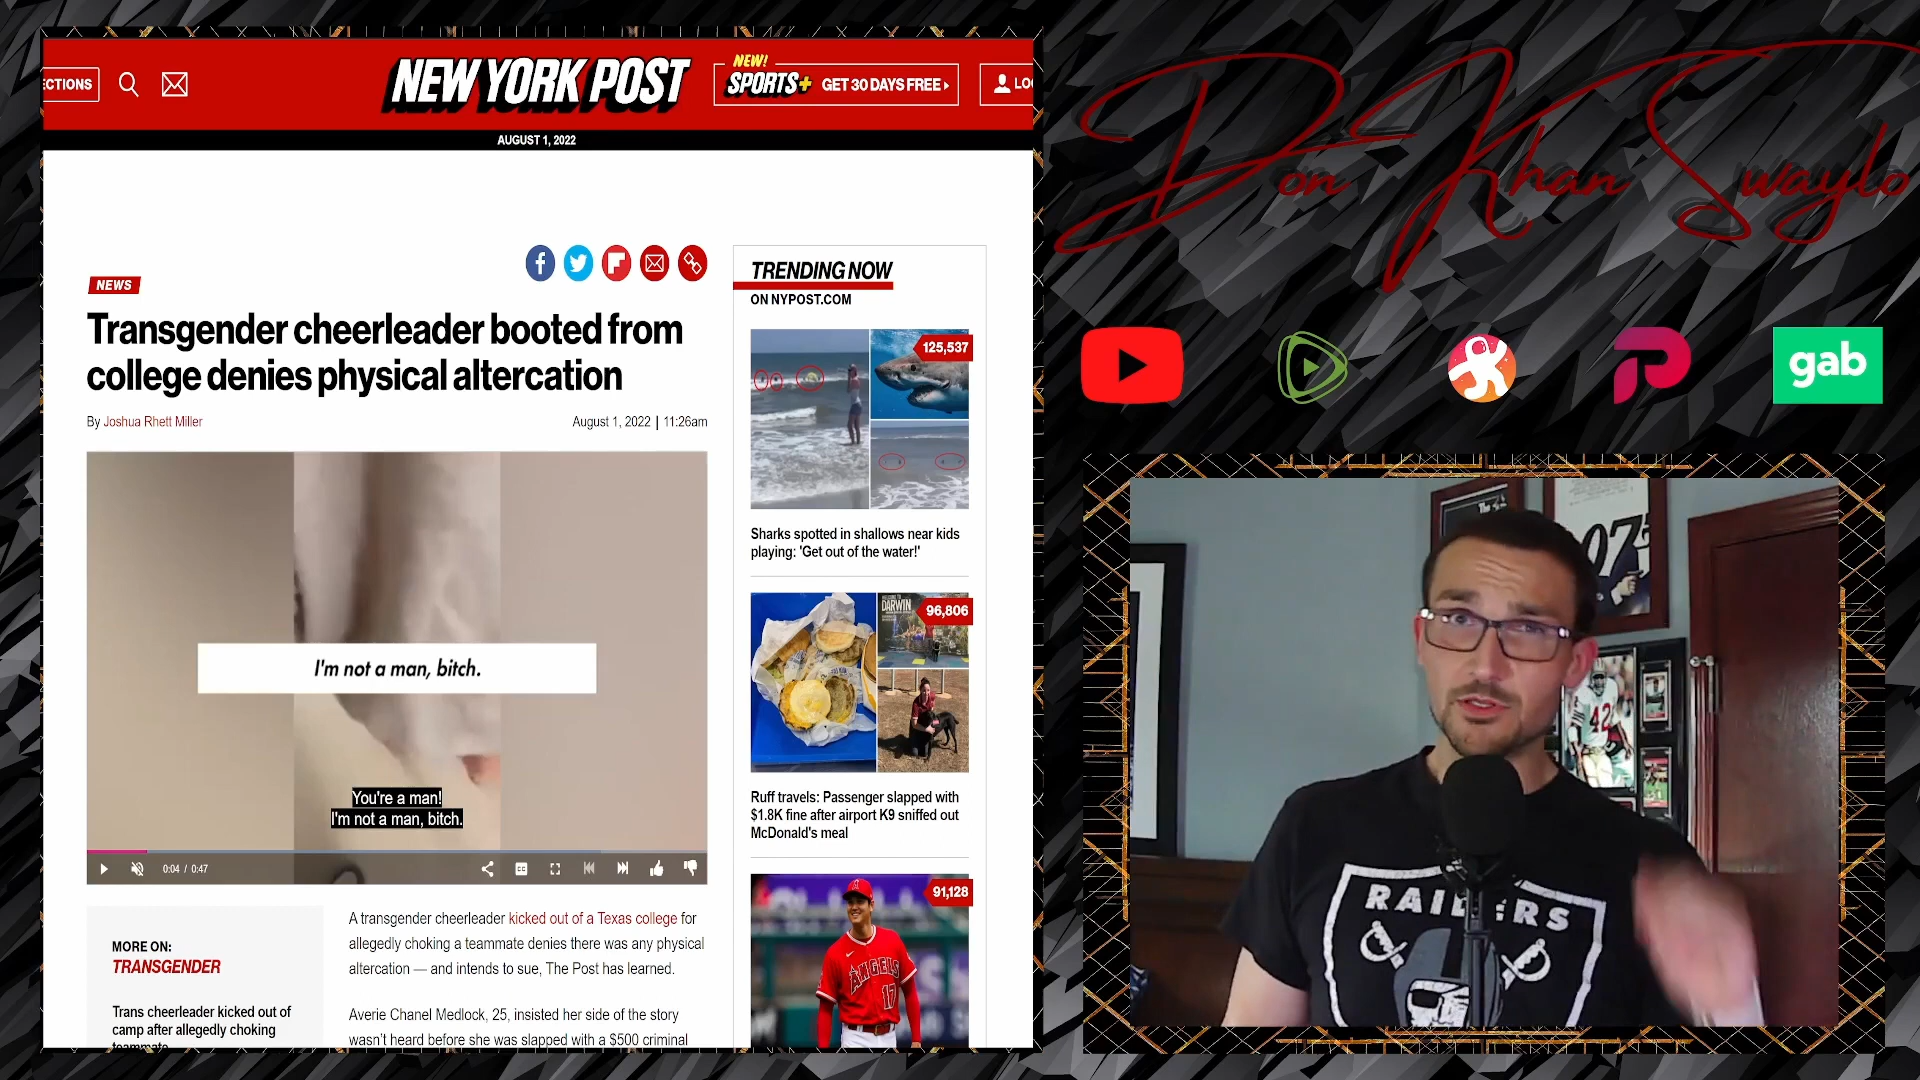 ECTIONS
NEW YORK POST
NEW!
SPORTS+ GET 30 DAYS FREE
LO
AUGUST 1, 2022
NEWS
Transgender cheerleader booted from
college denies physical altercation
By Joshua Rhett Miller
August 1, 2022 | 11:26am
I'm not a man, bitch.
You're a man!
I'm not a man, bitch.
0:04 / 0:47
CC
MORE ON:
TRANSGENDER
Trans cheerleader kicked out of
camp after allegedly choking
teammate
A transgender cheerleader kicked out of a Texas college for
allegedly choking a teammate denies there was any physical
altercation — and intends to sue, The Post has learned.
Averie Chanel Medlock, 25, insisted her side of the story
wasn't heard before she was slapped with a $500 criminal
TRENDING NOW
ON NYPOST.COM
125,537
Sharks spotted in shallows near kids
playing: 'Get out of the water!'
DARWIN
96,806
Ruff travels: Passenger slapped with
$1.8K fine after airport K9 sniffed out
McDonald's meal
91,128
ANGELS
17
Don Khan Swaylo
gab
The
007
42
RAIDERS